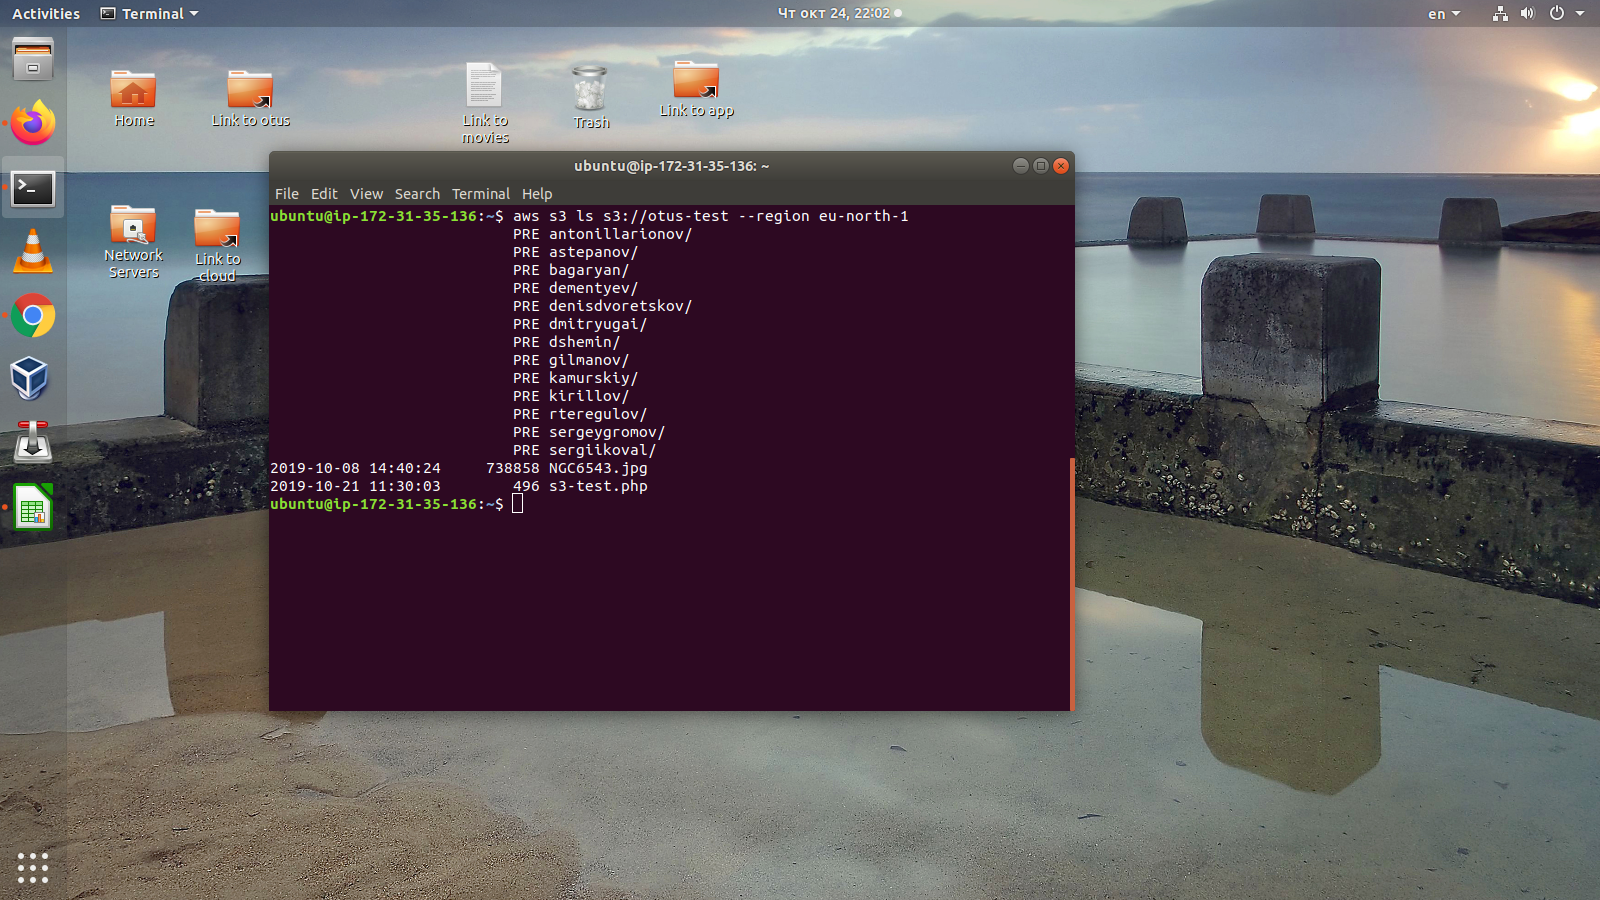 Activities
Terminal
Чт окт 24, 22:02
en
Home
Link to otus
Link to
movies
Trash
Link to app
Network
Servers
Link to
cloud
ubuntu@ip-172-31-35-136: ~
File Edit View Search Terminal Help
ubuntu@ip-172-31-35-136:~$ aws s3 ls s3://otus-test --region eu-north-1
PRE antonillarionov/
PRE astepanov/
PRE bagaryan/
PRE dementyev/
PRE denisdvoretskov/
PRE dmitryugai/
PRE dshemin/
PRE gilmanov/
PRE kamurskiy/
PRE kirillov/
PRE rteregulov/
PRE sergeygromov/
PRE sergiikoval/
2019-10-08 14:40:24     738858 NGC6543.jpg
2019-10-21 11:30:03        496 s3-test.php
ubuntu@ip-172-31-35-136:~$